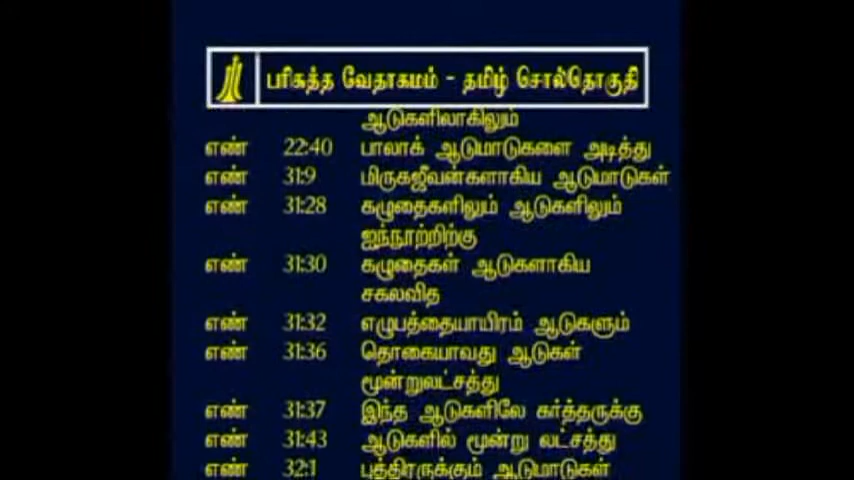 பரிசுத்த வேதாகமம் - தமிழ் சொல்தொகுதி
ஆடுகளிலாகிலும்
எண் 22:40 பாலாக் ஆடுமாடுகளை அடித்து
எண் 31:9 மிருகஜீவன்களாகிய ஆடுமாடுகள்
எண் 31:28 கழுதைகளிலும் ஆடுகளிலும்
ஐந்நூற்றிற்கு
எண் 31:30 கழுதைகள் ஆடுகளாகிய
சகலவித
எண் 31:32 எழுபத்தையாயிரம் ஆடுகளும்
எண் 31:36 தொகையாவது ஆடுகள்
மூன்றுலட்சத்து
எண் 31:37 இந்த ஆடுகளிலே கர்த்தருக்கு
எண் 31:43 ஆடுகளில் மூன்று லட்சத்து
எண் 32:1 புத்திரருக்கும் ஆடுமாடுகள்